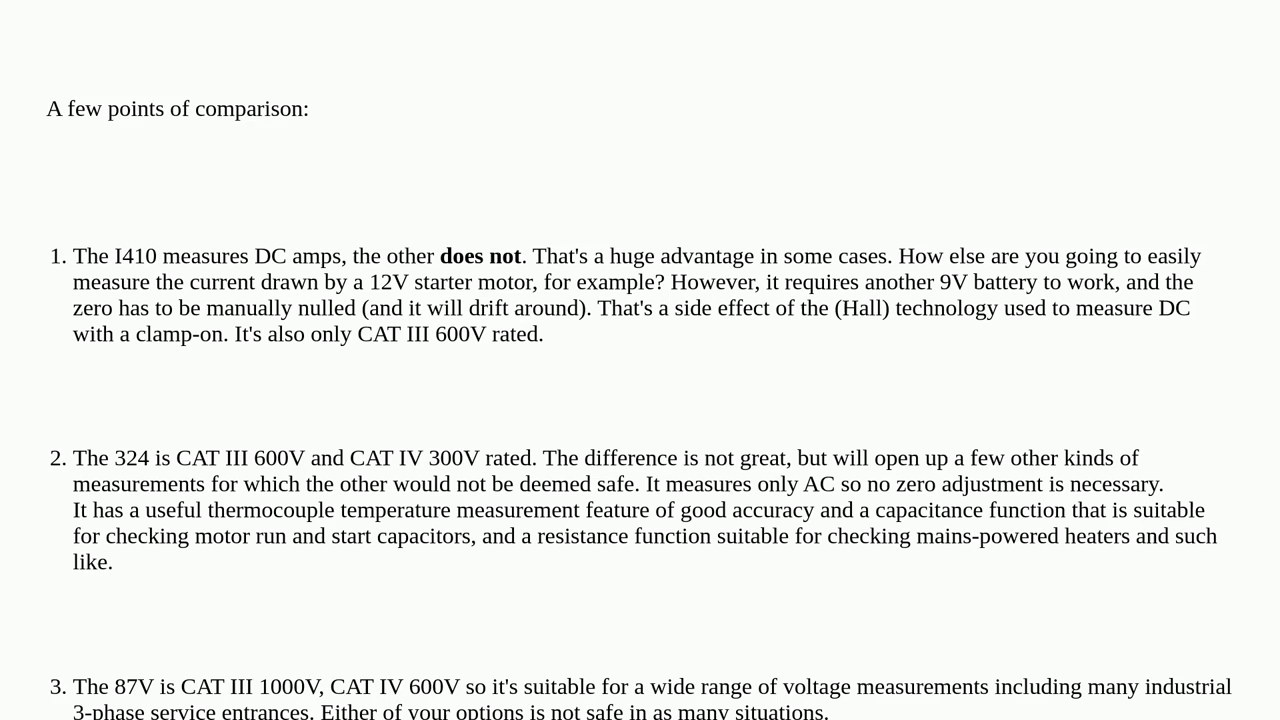 A few points of comparison:
1. The I410 measures DC amps, the other does not. That's a huge advantage in some cases. How else are you going to easily
measure the current drawn by a 12V starter motor, for example? However, it requires another 9V battery to work, and the
zero has to be manually nulled (and it will drift around). That's a side effect of the (Hall) technology used to measure DC
with a clamp-on. It's also only CAT III 600V rated.
2. The 324 is CAT III 600V and CAT IV 300V rated. The difference is not great, but will open up a few other kinds of
measurements for which the other would not be deemed safe. It measures only AC so no zero adjustment is necessary.
It has a useful thermocouple temperature measurement feature of good accuracy and a capacitance function that is suitable
for checking motor run and start capacitors, and a resistance function suitable for checking mains-powered heaters and such
like.
3. The 87V is CAT III 1000V, CAT IV 600V so it's suitable for a wide range of voltage measurements including many industrial
3-phase service entrances. Either of your options is not safe in as many situations.